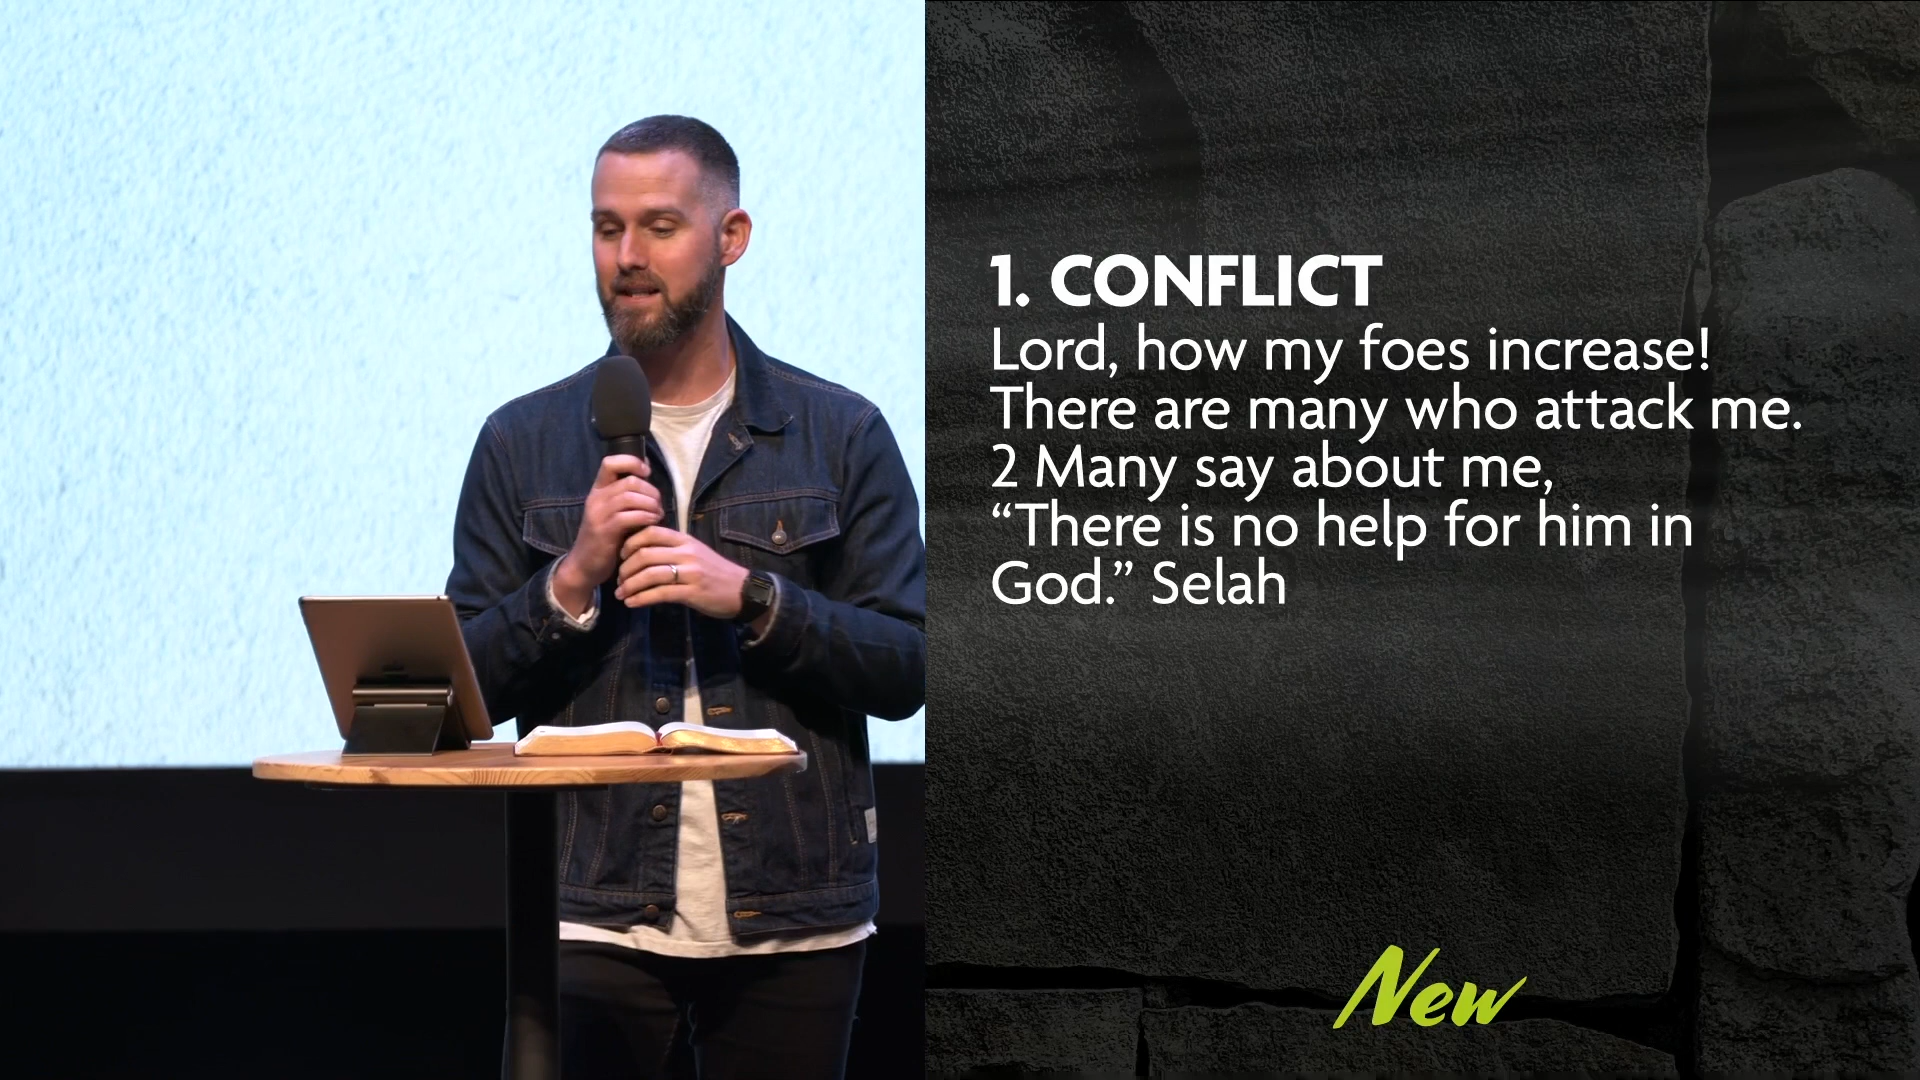 1. CONFLICT
Lord, how my foes increase!
There are many who attack me.
2 Many say about me,
“There is no help for him in
God.” Selah
New